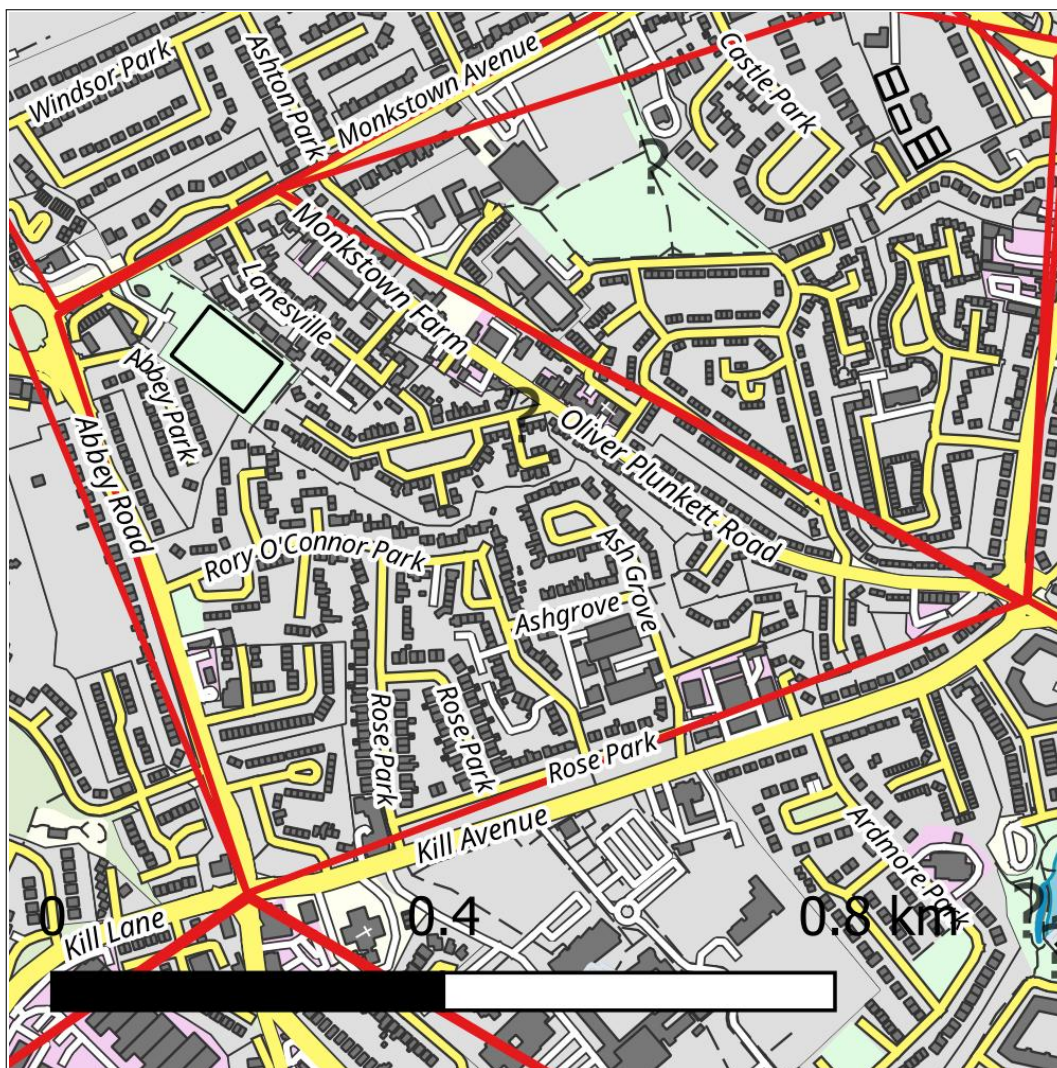 Windsor Park
Ashton Park
Monkstown Avenue
Castle Park
?
Monkstown Farm
Lanesville
Abbey Park
?
Oliver Plunkett Road
Abbey Road
Rory O'Connor Park
Ash Grove
Ashgrove
Rose Park
Rose Park
Rose Park
Kill Avenue
Ardmore Park
?
Kill Lane
0 0.4 0.8 km